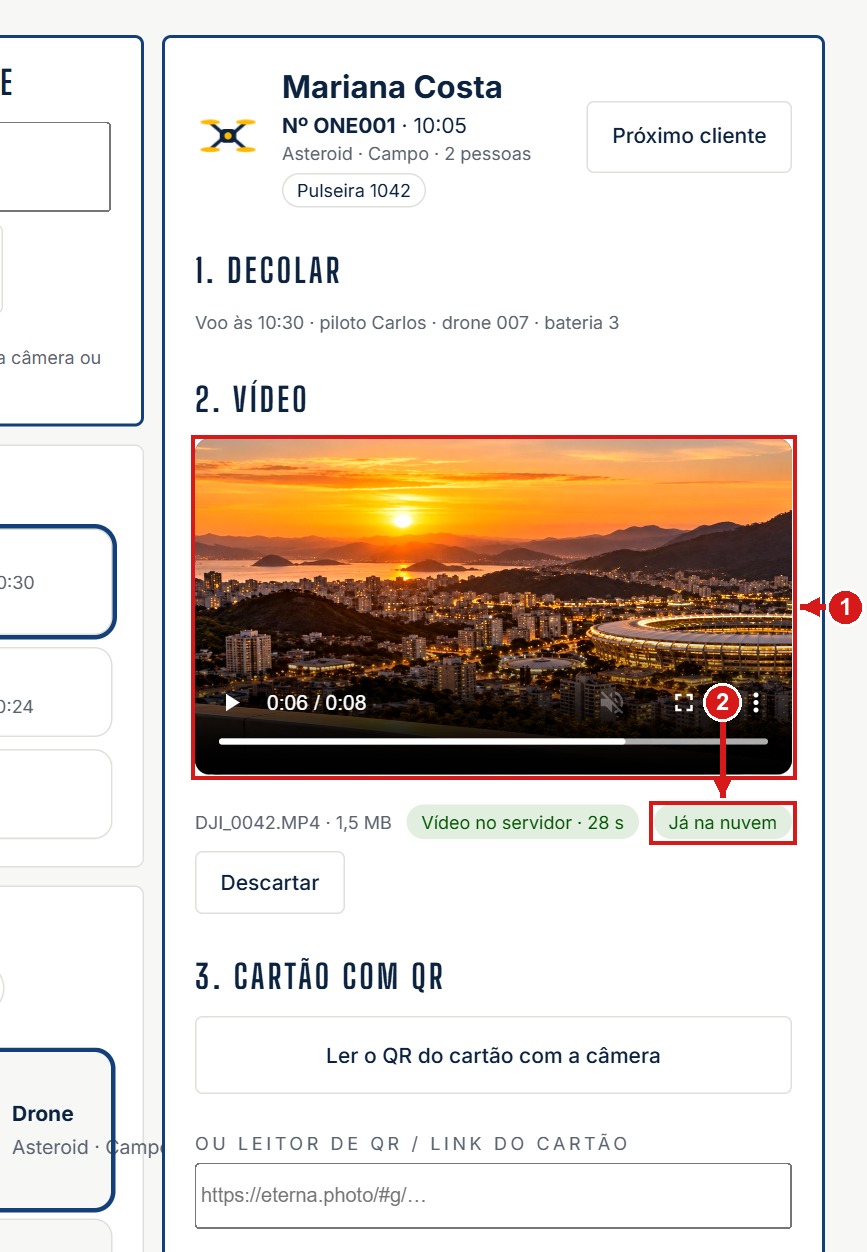 E
a câmera ou
0:30
0:24
Drone
Asteroid · Campo
Mariana Costa
Nº ONE001 · 10:05
Asteroid · Campo · 2 pessoas
Pulseira 1042
Próximo cliente
1. DECOLAR
Voo às 10:30 · piloto Carlos · drone 007 · bateria 3
2. VÍDEO
1
0:06 / 0:08
2
DJI_0042.MP4 · 1,5 MB
Vídeo no servidor · 28 s
Já na nuvem
Descartar
3. CARTÃO COM QR
Ler o QR do cartão com a câmera
OU LEITOR DE QR / LINK DO CARTÃO
https://eterna.photo/#g/…